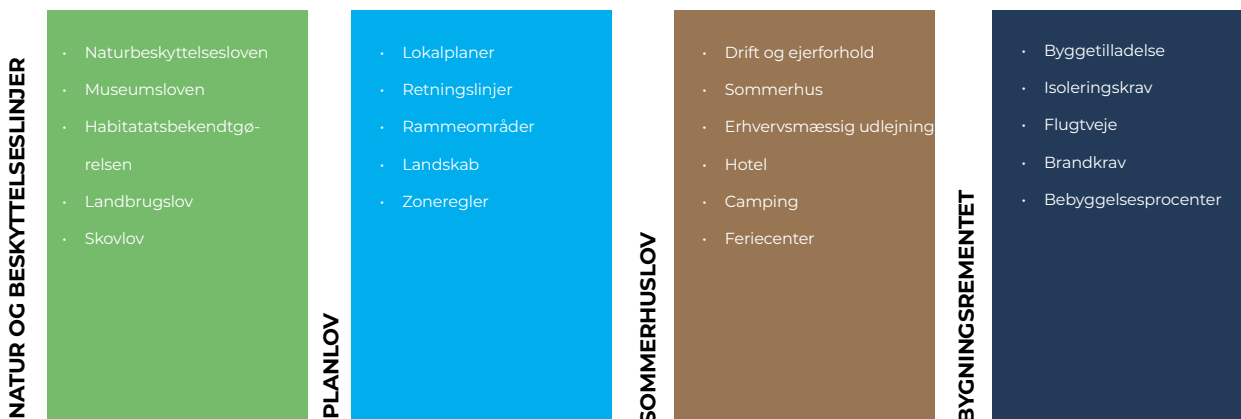 NATUR OG BESKYTTELSESLINJER
• Naturbeskyttelsesloven
• Museumsloven
• Habitatatsbekendtgø-
relsen
• Landbrugslov
• Skovlov
PLANLOV
• Lokalplaner
• Retningslinjer
• Rammeområder
• Landskab
• Zoneregler
SOMMERHUSLOV
• Drift og ejerforhold
• Sommerhus
• Erhvervsmæssig udlejning
• Hotel
• Camping
• Feriecenter
BYGNINGSREMENTET
• Byggetilladelse
• Isoleringskrav
• Flugtveje
• Brandkrav
• Bebyggelsesprocenter